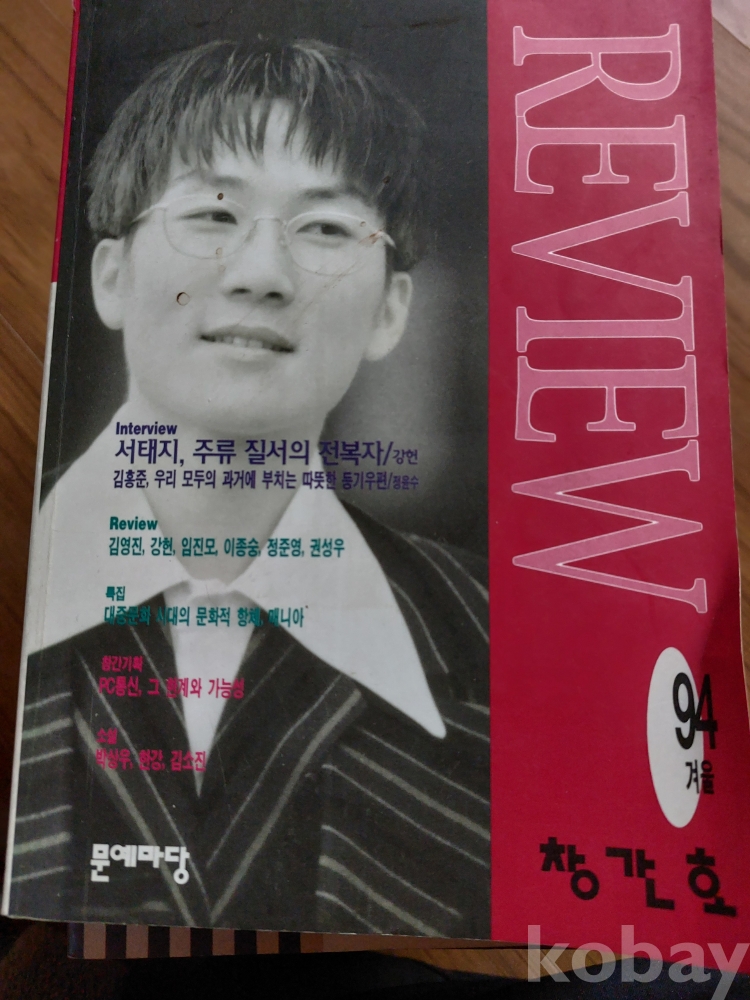 REVIEW
Interview
서태지, 주류 질서의 전복자/강헌
김홍준, 우리 모두의 과거에 부치는 따뜻한 등기우편/정윤수
Review
김영진, 강헌, 임진모, 이종숭, 정준영, 권성우
특집
대중문화 시대의 문화적 항체, 매니아
창간기획
PC통신, 그 한계와 가능성
소설
박상우, 한강, 김소진
94
겨울
문예마당
창간호
kobay